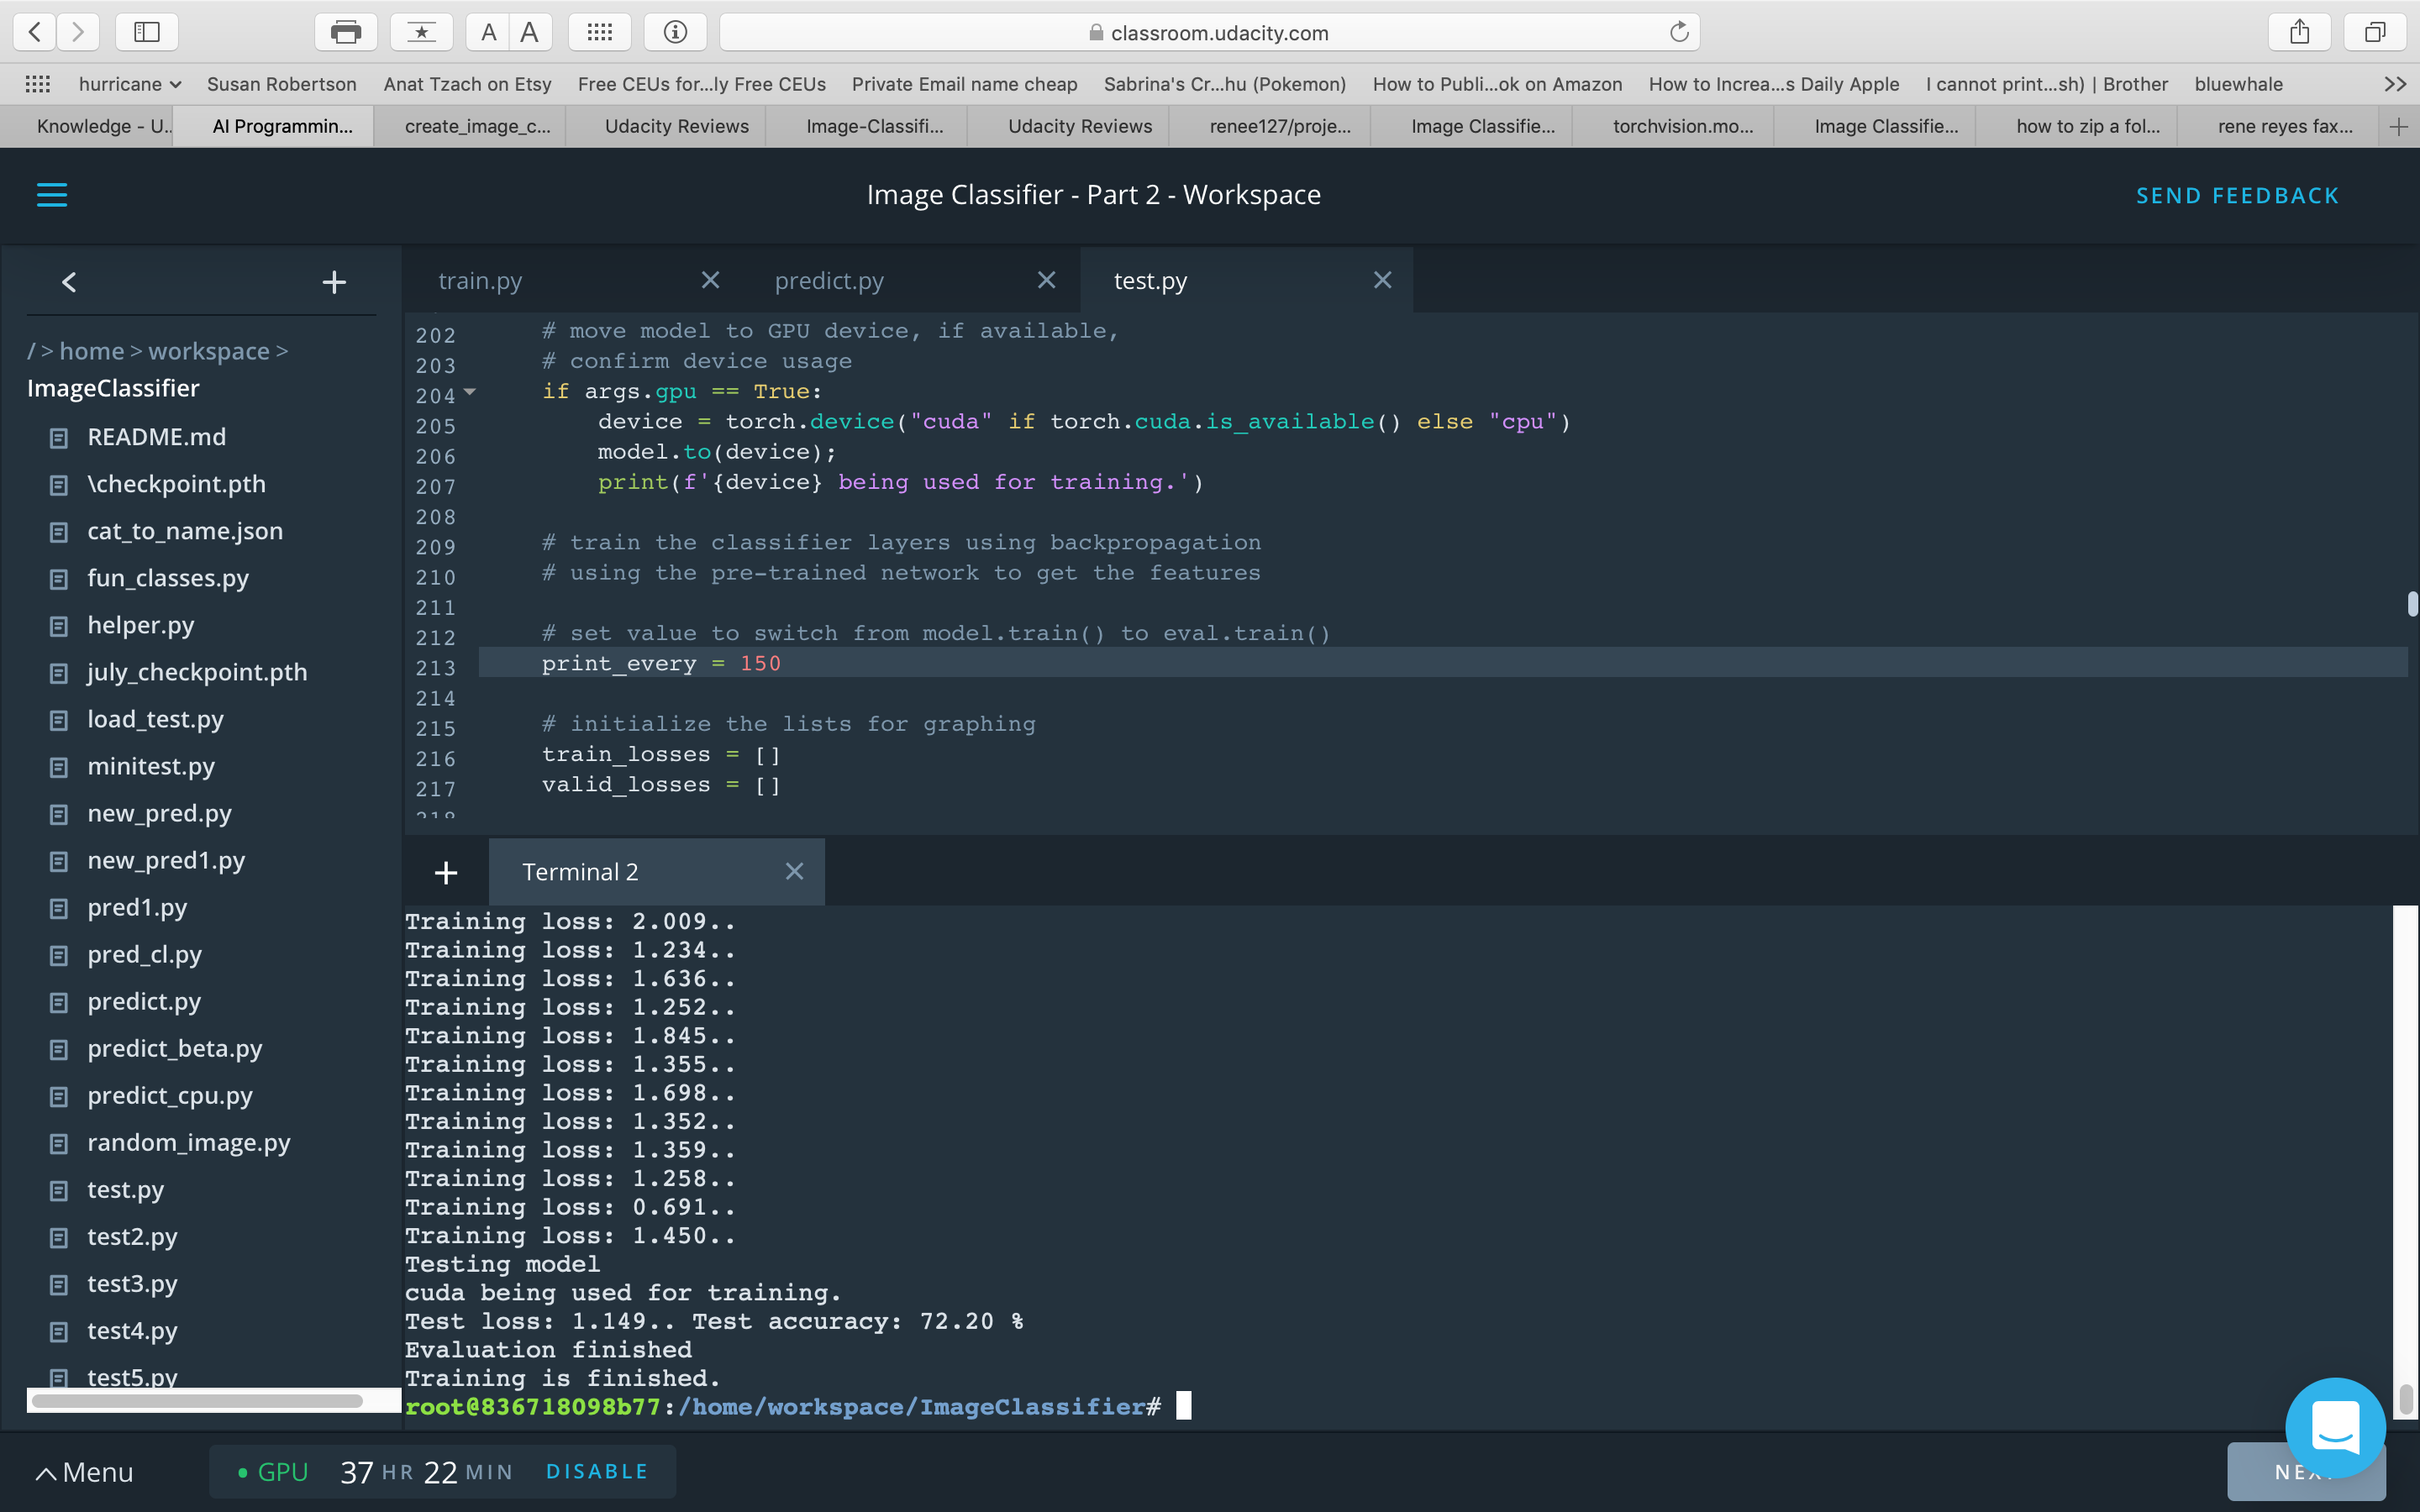 A A
classroom.udacity.com
hurricane Susan Robertson Anat Tzach on Etsy Free CEUs for...ly Free CEUs Private Email name cheap Sabrina's Cr...hu (Pokemon) How to Publi...ok on Amazon How to Increa...s Daily Apple I cannot print...sh) | Brother bluewhale
Knowledge - U.. AI Programmin... create_image_c... Udacity Reviews Image-Classifi... Udacity Reviews renee127/proje... Image Classifie... torchvision.mo... Image Classifie... how to zip a fol... rene reyes fax...
Image Classifier - Part 2 - Workspace
SEND FEEDBACK
/ > home > workspace >
ImageClassifier
README.md
\checkpoint.pth
cat_to_name.json
fun_classes.py
helper.py
july_checkpoint.pth
load_test.py
minitest.py
new_pred.py
new_pred1.py
pred1.py
pred_cl.py
predict.py
predict_beta.py
predict_cpu.py
random_image.py
test.py
test2.py
test3.py
test4.py
test5.py
train.py predict.py test.py
202 # move model to GPU device, if available,
203 # confirm device usage
204 if args.gpu == True:
205 device = torch.device("cuda" if torch.cuda.is_available() else "cpu")
206 model.to(device);
207 print(f'{device} being used for training.')
208
209 # train the classifier layers using backpropagation
210 # using the pre-trained network to get the features
211
212 # set value to switch from model.train() to eval.train()
213 print_every = 150
214
215 # initialize the lists for graphing
216 train_losses = []
217 valid_losses = []
218
Terminal 2
Training loss: 2.009..
Training loss: 1.234..
Training loss: 1.636..
Training loss: 1.252..
Training loss: 1.845..
Training loss: 1.355..
Training loss: 1.698..
Training loss: 1.352..
Training loss: 1.359..
Training loss: 1.258..
Training loss: 0.691..
Training loss: 1.450..
Testing model
cuda being used for training.
Test loss: 1.149.. Test accuracy: 72.20 %
Evaluation finished
Training is finished.
root@836718098b77:/home/workspace/ImageClassifier#
Menu
GPU 37 HR 22 MIN DISABLE